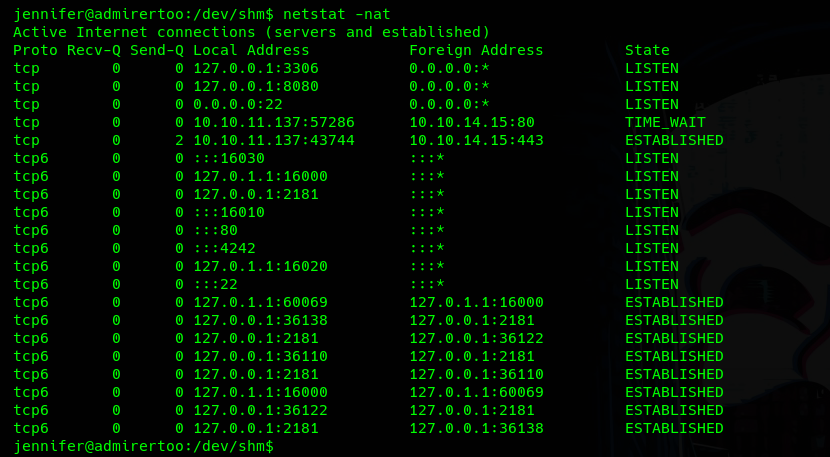 jennifer@admirertoo:/dev/shm$ netstat -nat
Active Internet connections (servers and established)
Proto Recv-Q Send-Q Local Address           Foreign Address         State
tcp        0      0 127.0.0.1:3306          0.0.0.0:*               LISTEN
tcp        0      0 127.0.0.1:8080          0.0.0.0:*               LISTEN
tcp        0      0 0.0.0.0:22              0.0.0.0:*               LISTEN
tcp        0      0 10.10.11.137:57286      10.10.14.15:80          TIME_WAIT
tcp        0      2 10.10.11.137:43744      10.10.14.15:443         ESTABLISHED
tcp6       0      0 :::16030                :::*                    LISTEN
tcp6       0      0 127.0.1.1:16000         :::*                    LISTEN
tcp6       0      0 127.0.0.1:2181          :::*                    LISTEN
tcp6       0      0 :::16010                :::*                    LISTEN
tcp6       0      0 :::80                   :::*                    LISTEN
tcp6       0      0 :::4242                 :::*                    LISTEN
tcp6       0      0 127.0.1.1:16020         :::*                    LISTEN
tcp6       0      0 :::22                   :::*                    LISTEN
tcp6       0      0 127.0.1.1:60069         127.0.1.1:16000         ESTABLISHED
tcp6       0      0 127.0.0.1:36138         127.0.0.1:2181          ESTABLISHED
tcp6       0      0 127.0.0.1:2181          127.0.0.1:36122         ESTABLISHED
tcp6       0      0 127.0.0.1:36110         127.0.0.1:2181          ESTABLISHED
tcp6       0      0 127.0.0.1:2181          127.0.0.1:36110         ESTABLISHED
tcp6       0      0 127.0.1.1:16000         127.0.1.1:60069         ESTABLISHED
tcp6       0      0 127.0.0.1:36122         127.0.0.1:2181          ESTABLISHED
tcp6       0      0 127.0.0.1:2181          127.0.0.1:36138         ESTABLISHED
jennifer@admirertoo:/dev/shm$